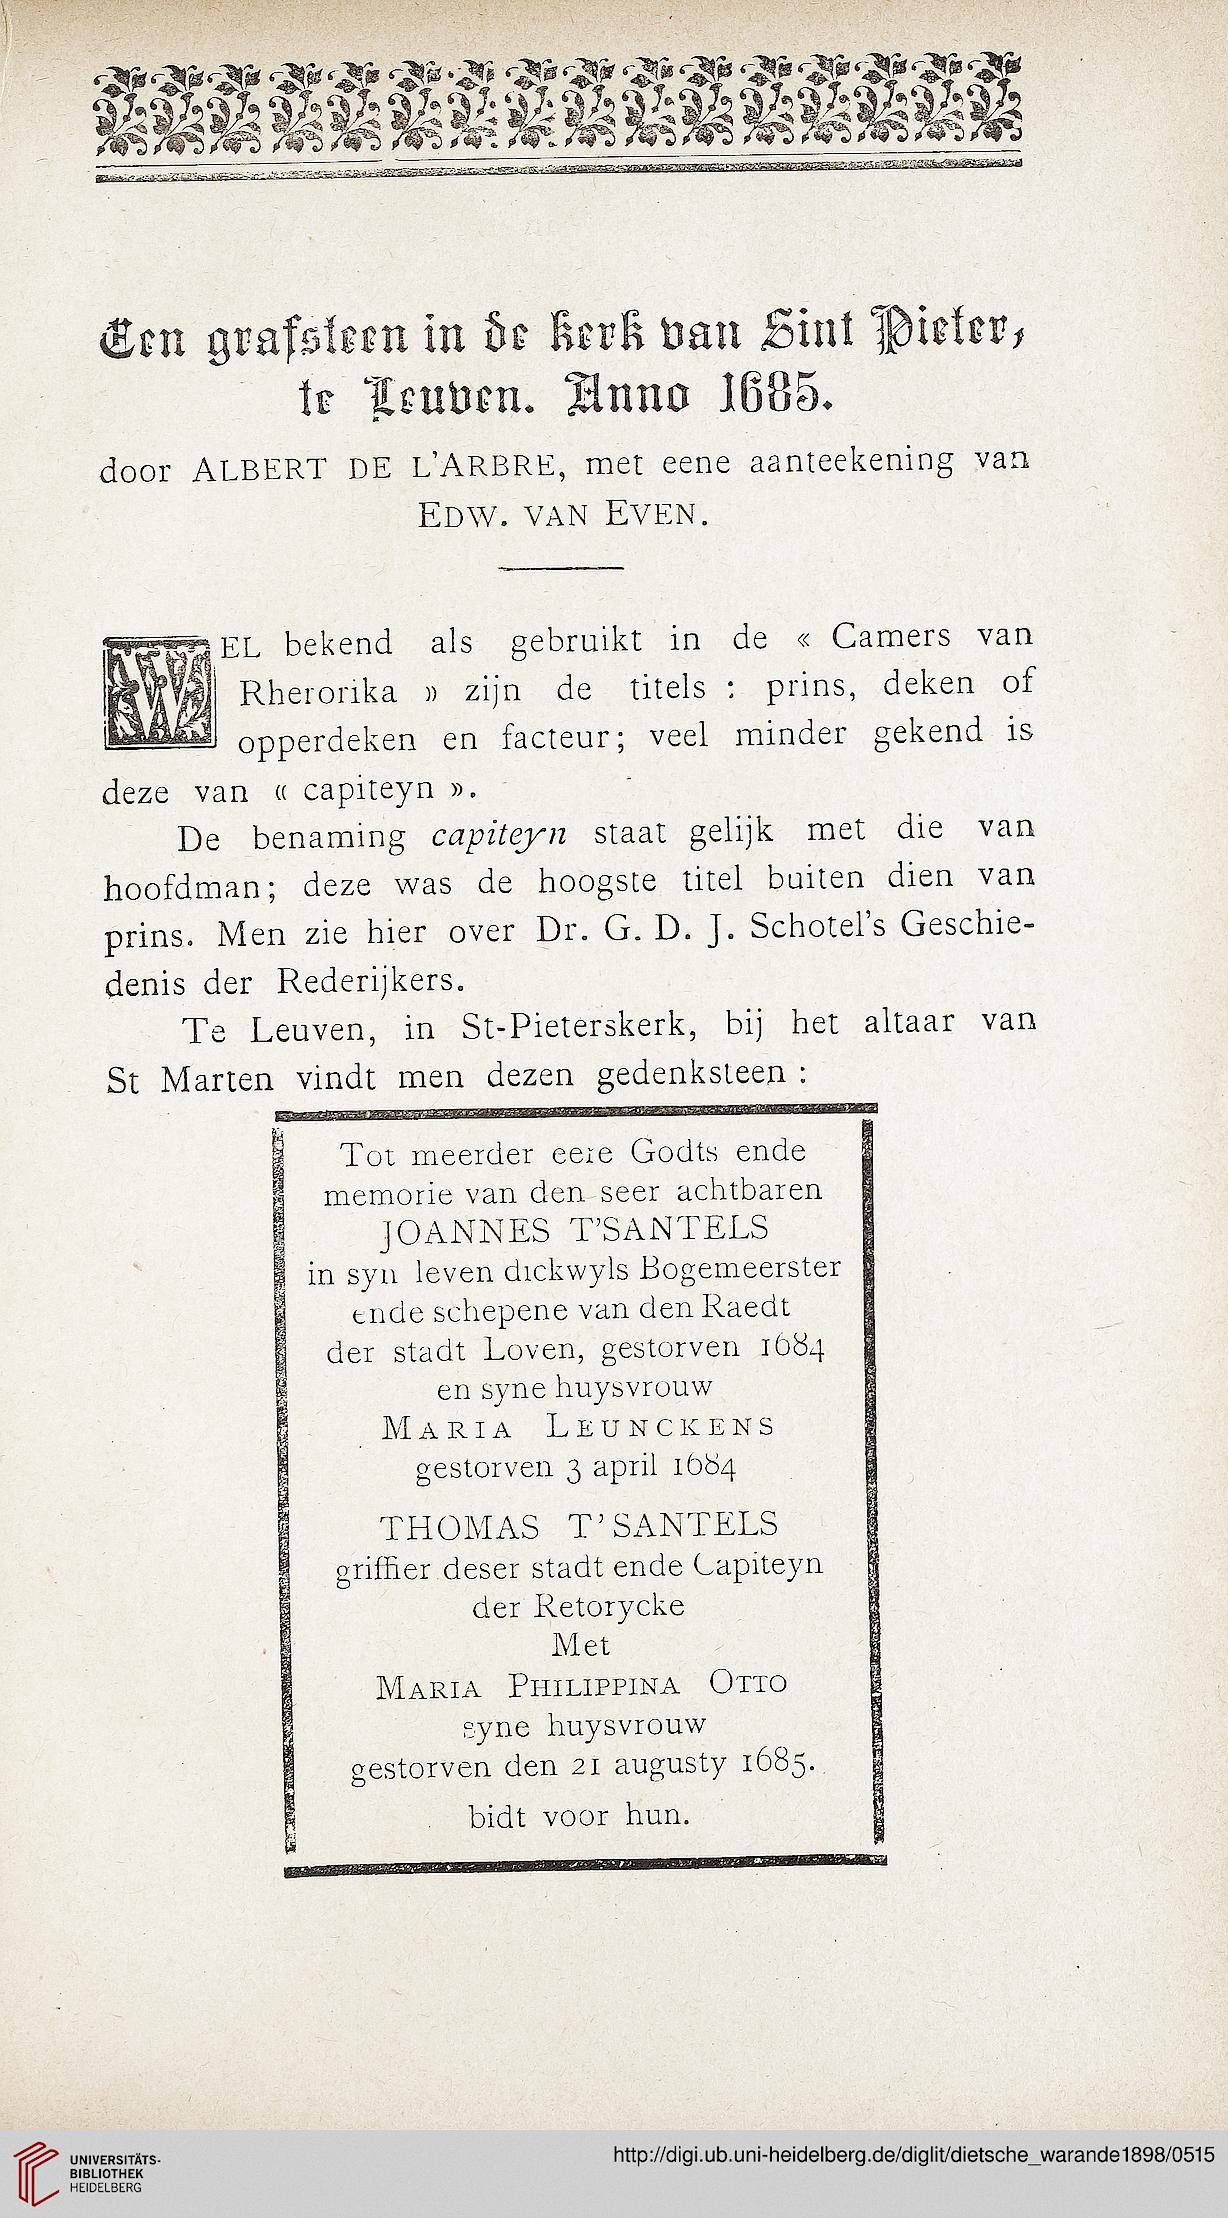 Een grafsteen in de kerk van Sint Pieter,
te Leuven. Anno 1685.
door ALBERT DE L'ARBRE, met eene aanteekening van
EDW. VAN EVEN.
WEL bekend als gebruikt in de « Camers van
Rherorika » zijn de titels : prins, deken of
opperdeken en facteur; veel minder gekend is
deze van « capiteyn ».
De benaming capiteyn staat gelijk met die van
hoofdman; deze was de hoogste titel buiten dien van
prins. Men zie hier over Dr. G. D. J. Schotel's Geschie-
denis der Rederijkers.
Te Leuven, in St-Pieterskerk, bij het altaar van
St Marten vindt men dezen gedenksteen :
Tot meerder eere Godts ende
memorie van den seer achtbaren
JOANNES T'SANTELS
in syn leven dickwyls Bogemeerster
ende schepene van den Raedt
der stadt Loven, gestorven 1684
en syne huysvrouw
MARIA LEUNCKENS
gestorven 3 april 1684
THOMAS T'SANTELS
griffier deser stadt ende Capiteyn
der Retorycke
Met
MARIA PHILIPPINA OTTO
syne huysvrouw
gestorven den 21 augusty 1685.
bidt voor hun.
UNIVERSITÄTS-
BIBLIOTHEK
HEIDELBERG
http://digi.ub.uni-heidelberg.de/diglit/dietsche_warande1898/0515